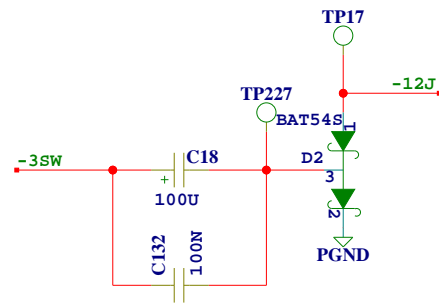 TP17
-12J
TP227
BAT54S
1
D2
3
2
PGND
-3SW
C18
+
100U
C132
100N